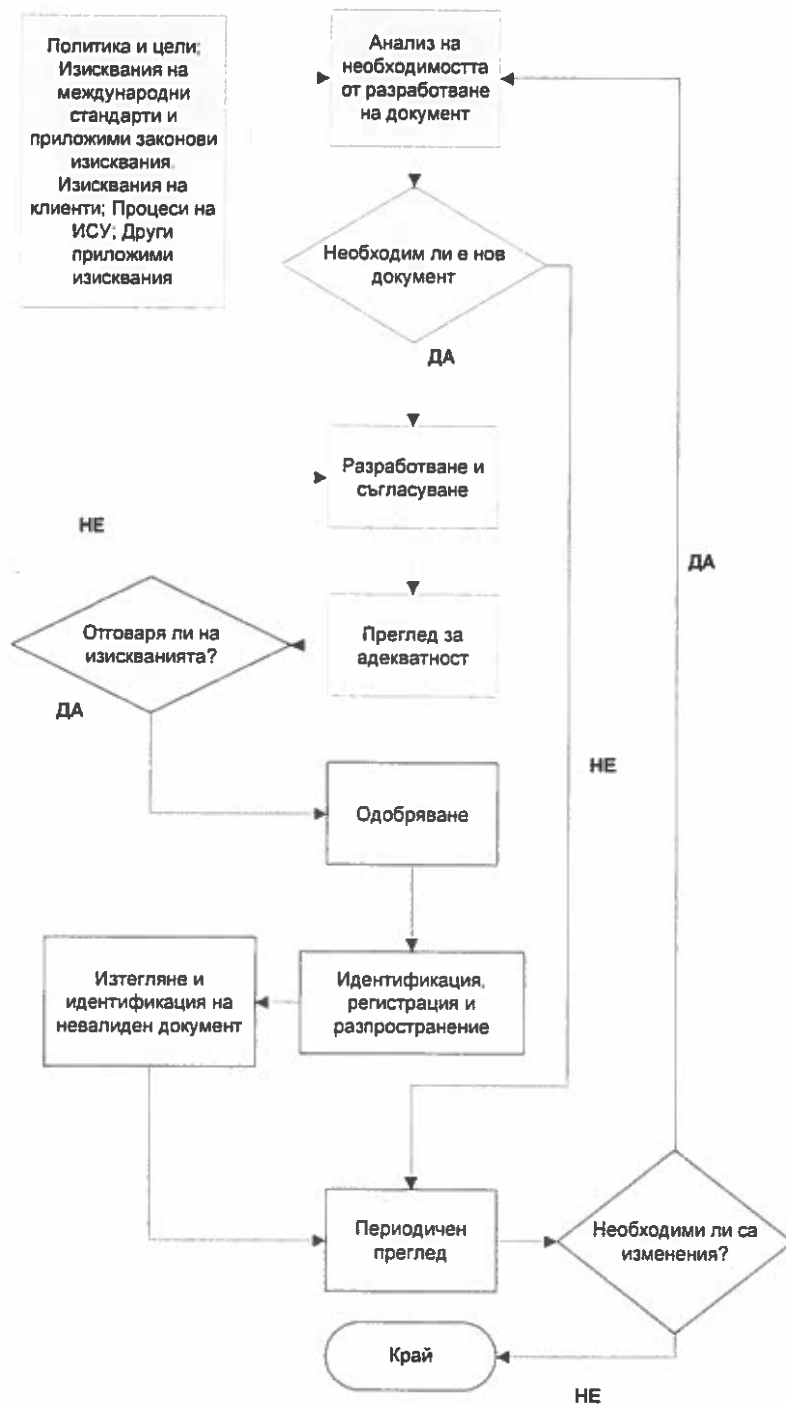 Политика и цели;
Изисквания на
международни
стандарти и
приложими законови
изисквания.
Изисквания на
клиенти; Процеси на
ИСУ; Други
приложими
изисквания
Анализ на
необходимостта
от разработване
на документ
Необходим ли е нов
документ
ДА
Разработване и
съгласуване
НЕ
ДА
Отговаря ли на
изискванията?
Преглед за
адекватност
ДА
НЕ
Одобряване
Изтегляне и
идентификация на
невалиден документ
Идентификация,
регистрация и
разпространение
Периодичен
преглед
Необходими ли са
изменения?
Край
НЕ